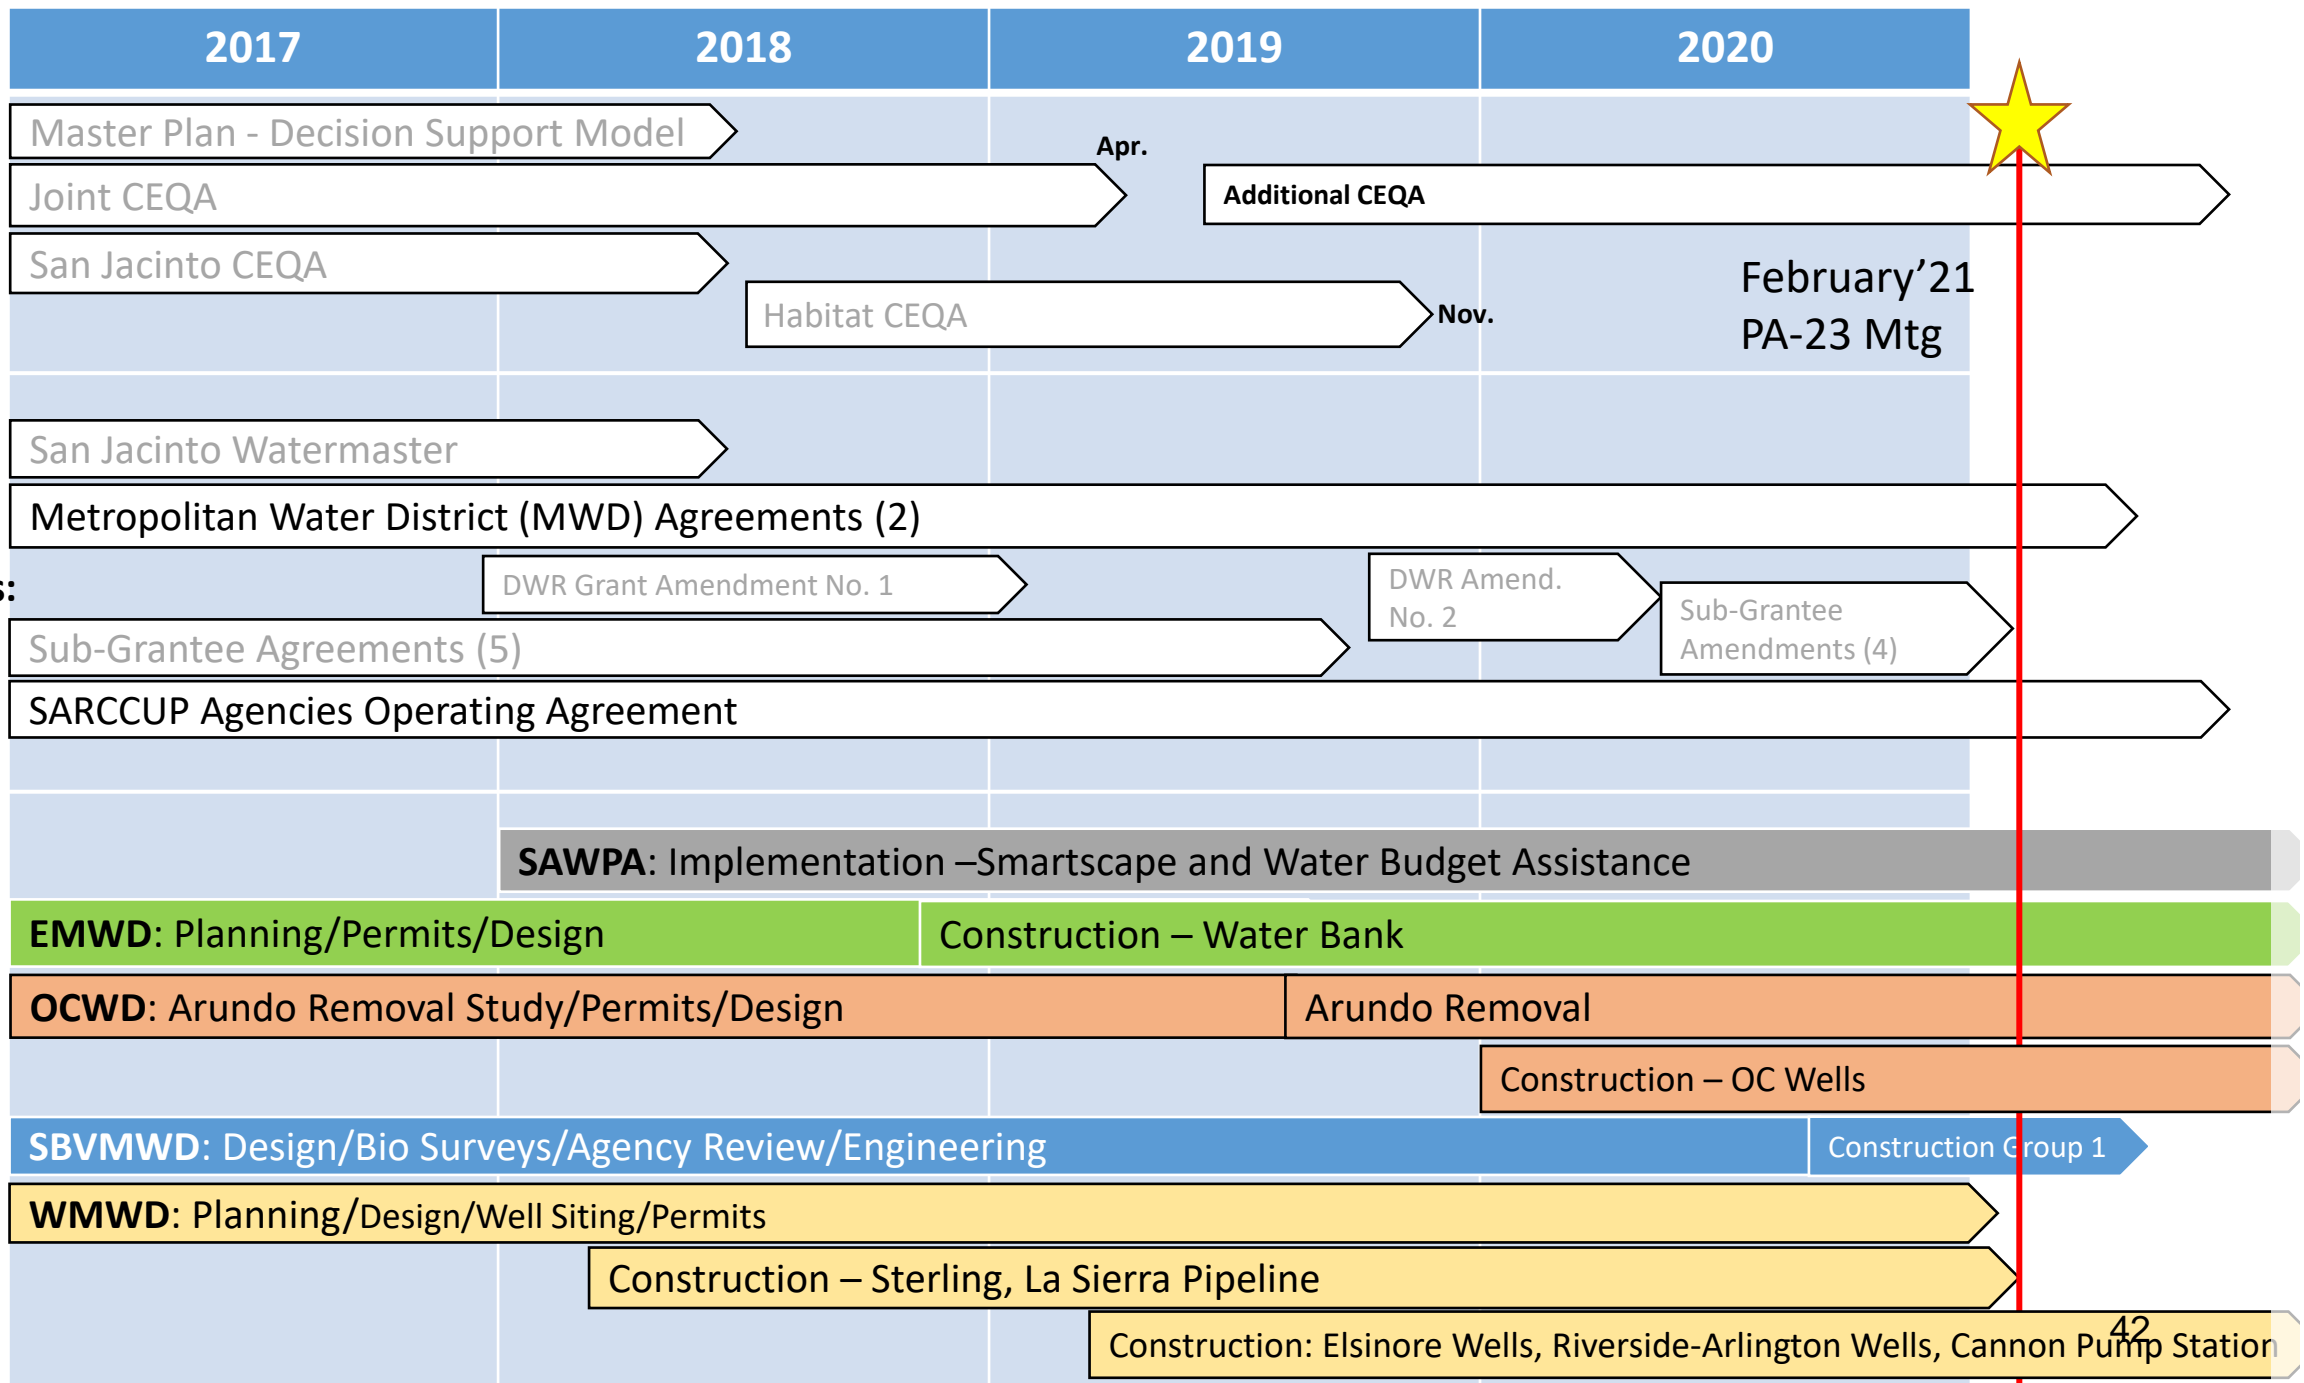 2017 2018 2019 2020
Master Plan - Decision Support Model
Apr.
Joint CEQA
Additional CEQA
San Jacinto CEQA
Habitat CEQA
Nov.
February’21
PA-23 Mtg
San Jacinto Watermaster
Metropolitan Water District (MWD) Agreements (2)
s:
DWR Grant Amendment No. 1
DWR Amend.
No. 2
Sub-Grantee
Amendments (4)
Sub-Grantee Agreements (5)
SARCCUP Agencies Operating Agreement
SAWPA: Implementation –Smartscape and Water Budget Assistance
EMWD: Planning/Permits/Design
Construction – Water Bank
OCWD: Arundo Removal Study/Permits/Design
Arundo Removal
Construction – OC Wells
SBVMWD: Design/Bio Surveys/Agency Review/Engineering
Construction Group 1
WMWD: Planning/Design/Well Siting/Permits
Construction – Sterling, La Sierra Pipeline
Construction: Elsinore Wells, Riverside-Arlington Wells, Cannon Pump Station
42